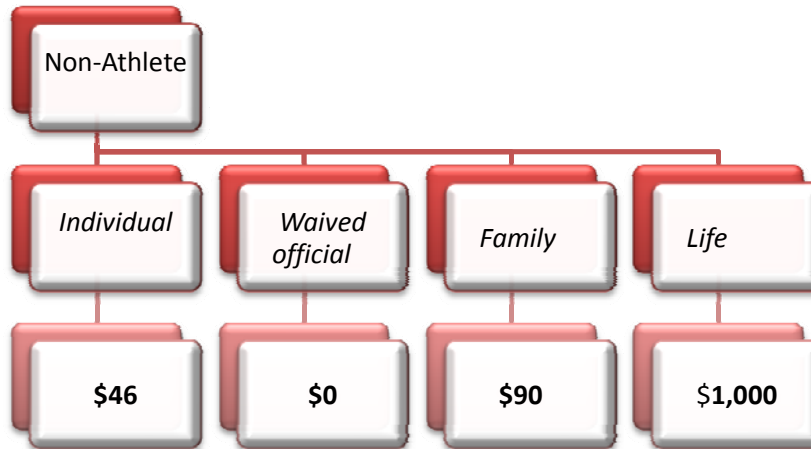 Non-Athlete
Individual
Waived
official
Family
Life
$46
$0
$90
$1,000